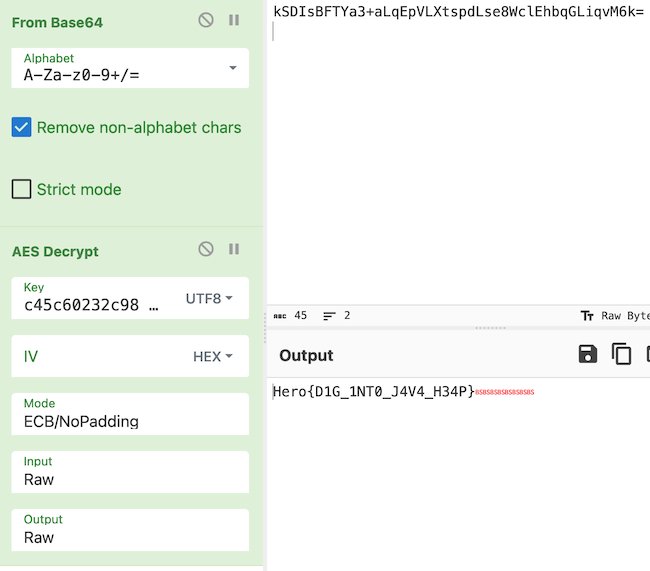 From Base64
Alphabet
A-Za-z0-9+/=
Remove non-alphabet chars
Strict mode
AES Decrypt
Key
c45c60232c98 …
UTF8
IV
HEX
Mode
ECB/NoPadding
Input
Raw
Output
Raw
kSDIsBFTYa3+aLqEpVLXtspdLse8WclEhbqGLiqvM6k=
ABC 45
2
Tт Raw Byte
Output
Hero{D1G_1NT0_J4V4_H34P}BSBSBSBSBSBSBSBS